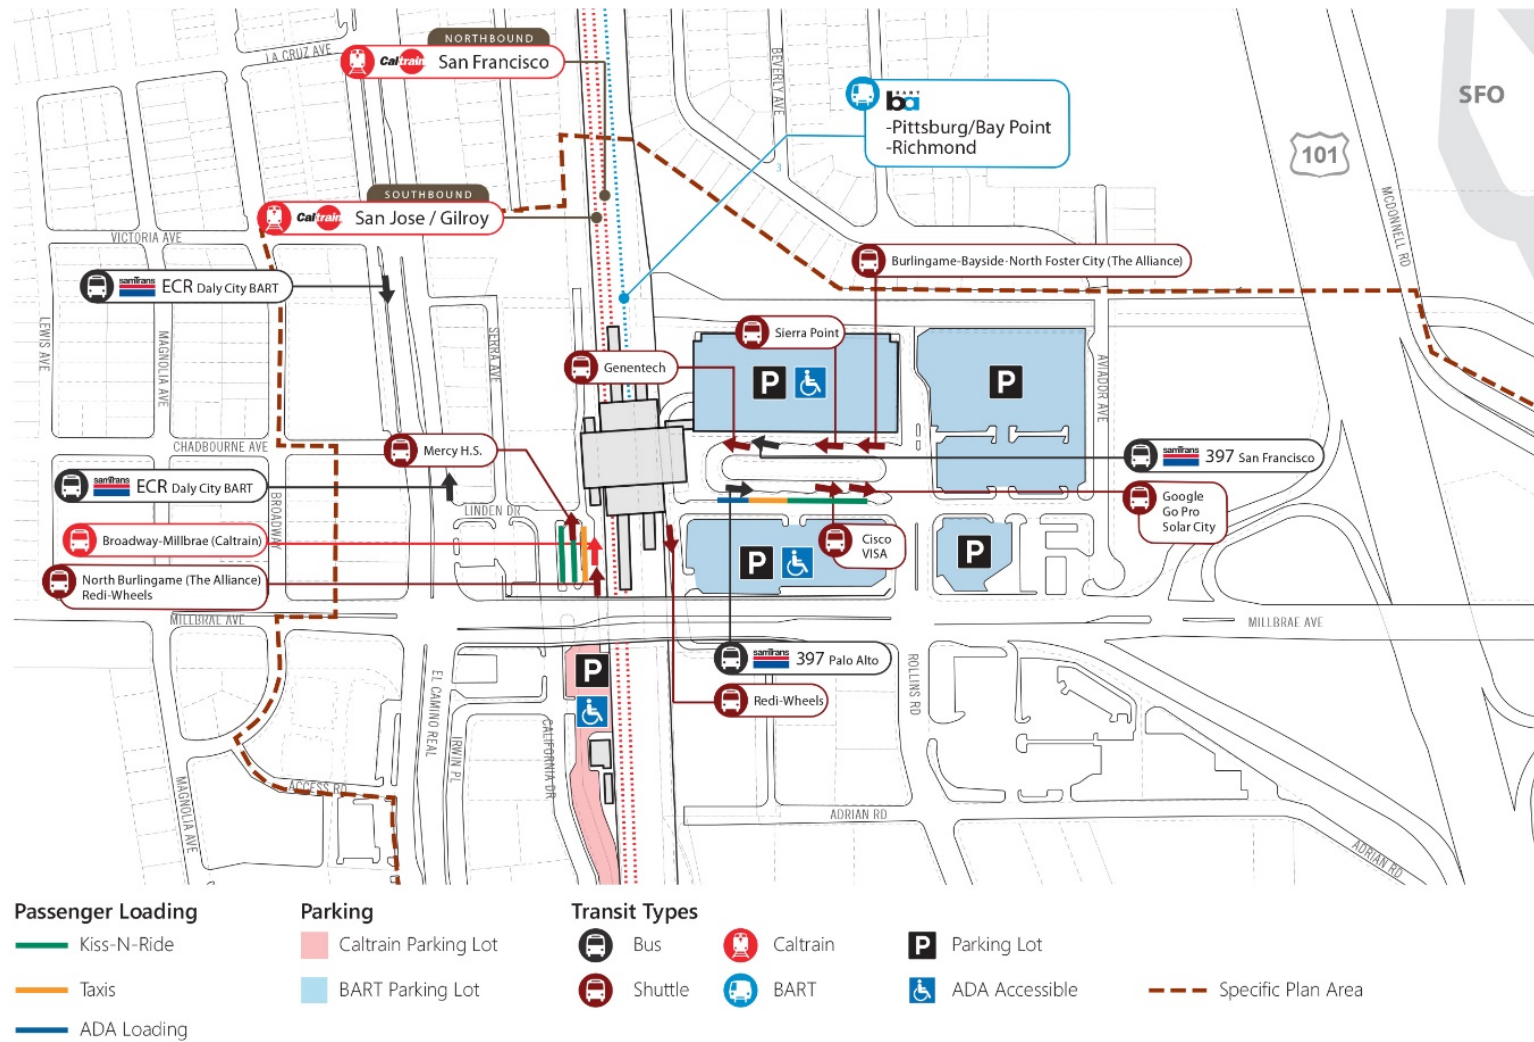 LA CRUZ AVE
NORTHBOUND
Caltrain San Francisco
BEVERLY AVE
BART
ba
-Pittsburg/Bay Point
-Richmond
3
SFO
101
MCDONNELL RD
SOUTHBOUND
Caltrain San Jose / Gilroy
VICTORIA AVE
samTrans ECR Daly City BART
Burlingame-Bayside-North Foster City (The Alliance)
LEWIS AVE
MAGNOLIA AVE
SERRA AVE
Sierra Point
Genentech
P
P
AVIADOR AVE
CHADBOURNE AVE
Mercy H.S.
samTrans 397 San Francisco
samTrans ECR Daly City BART
BROADWAY
LINDEN DR
Google
Go Pro
Solar City
Broadway-Millbrae (Caltrain)
Cisco
VISA
P
P
North Burlingame (The Alliance)
Redi-Wheels
MILLBRAE AVE
MILLBRAE AVE
P
samTrans 397 Palo Alto
Redi-Wheels
ROLLINS RD
EL CAMINO REAL
IRWIN PL
CALIFORNIA DR
MAGNOLIA AVE
ACCESS RD
ADRIAN RD
ADRIAN RD
Passenger Loading
Kiss-N-Ride
Taxis
ADA Loading
Parking
Caltrain Parking Lot
BART Parking Lot
Transit Types
Bus
Shuttle
Caltrain
BART
P Parking Lot
ADA Accessible
Specific Plan Area